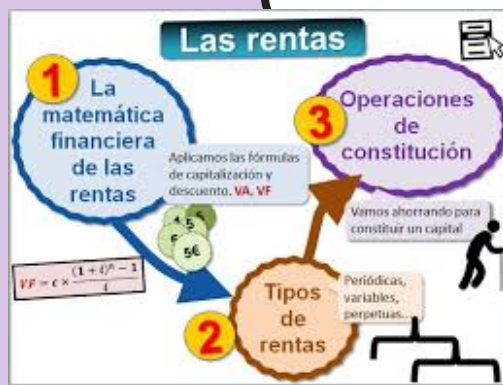 Las rentas
1
La
matemática
financiera
de las
rentas
Aplicamos las fórmulas
de capitalización y
descuento. VA, VF
5€
VF = c × ((1 + i)ⁿ − 1) / i
2
Tipos
de
rentas
Periódicas,
variables,
perpetuas...
3
Operaciones
de
constitución
Vamos ahorrando para
constituir un capital